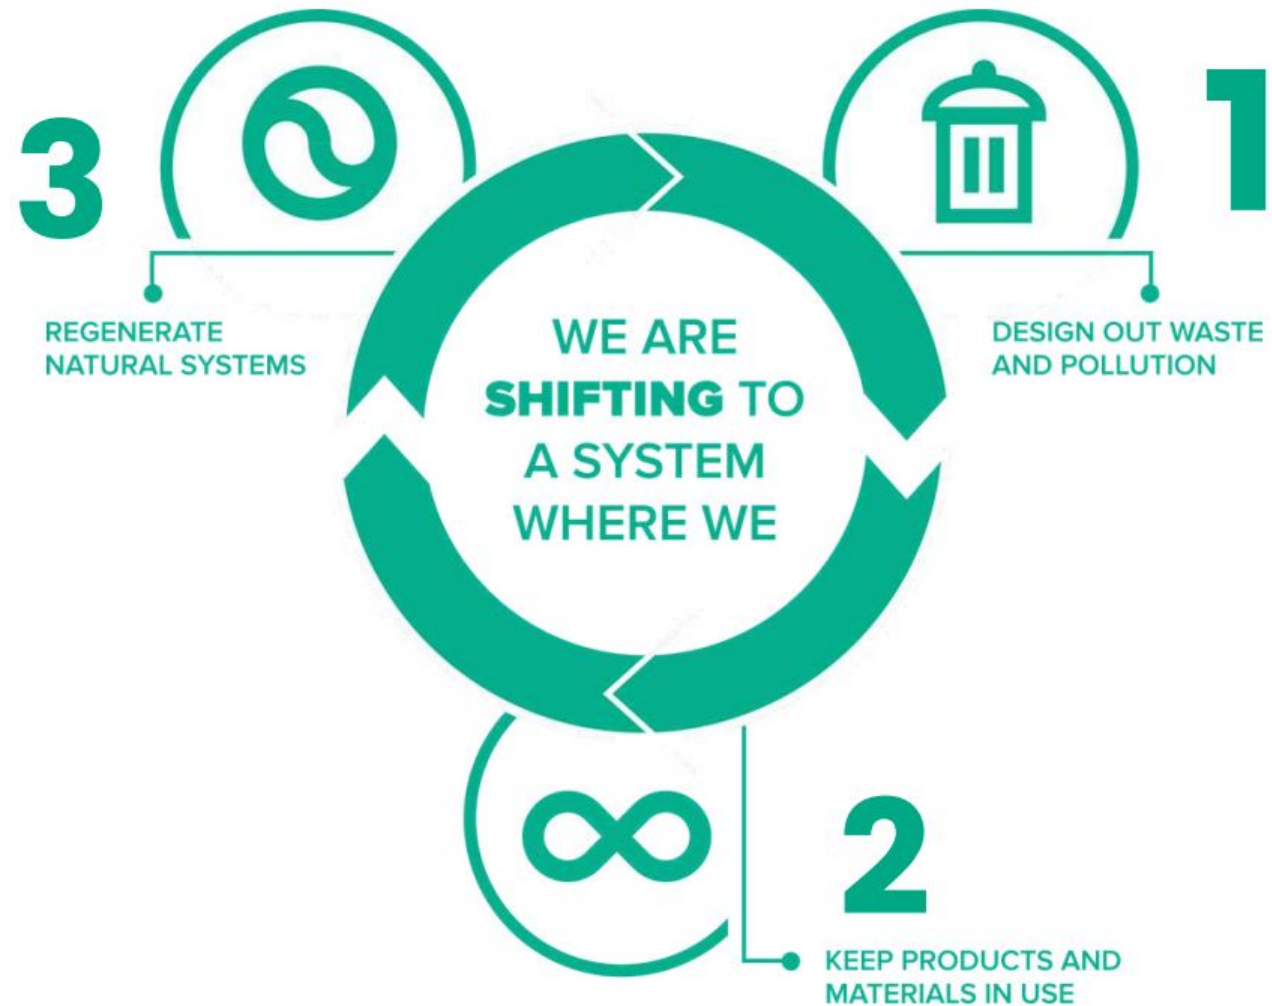 3
1
REGENERATE
NATURAL SYSTEMS
DESIGN OUT WASTE
AND POLLUTION
WE ARE
SHIFTING TO
A SYSTEM
WHERE WE
2
KEEP PRODUCTS AND
MATERIALS IN USE